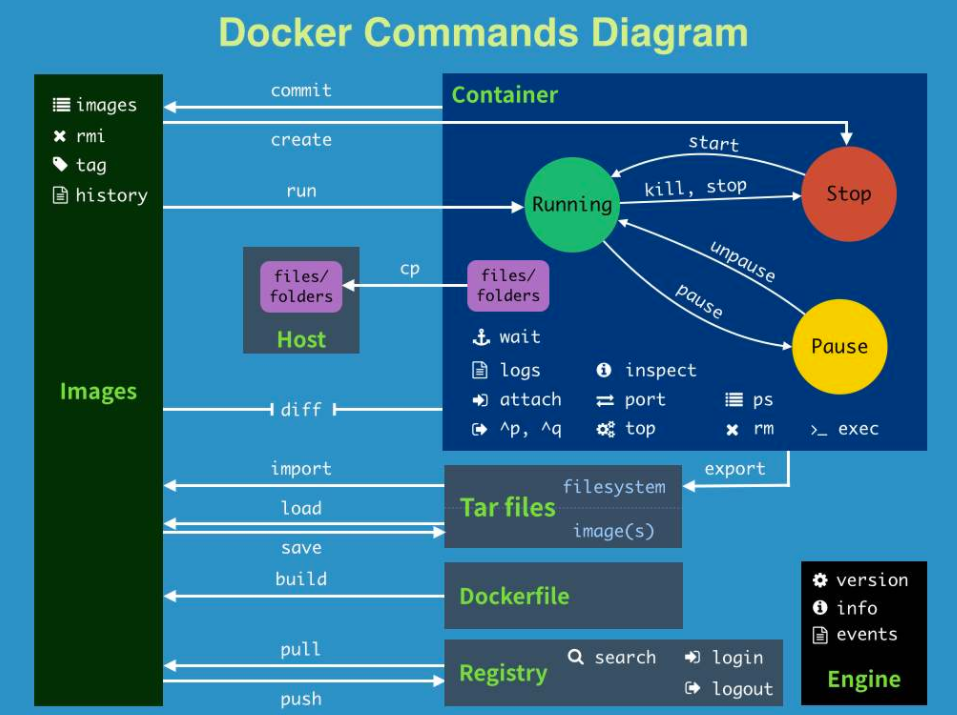 Docker Commands Diagram
images
rmi
tag
history
Images
commit
create
run
cp
files/
folders
Host
diff
import
load
save
build
pull
push
Container
Running
start
kill, stop
Stop
unpause
pause
Pause
files/
folders
wait
logs
inspect
attach
port
ps
^p, ^q
top
rm
>_ exec
export
Tar files
filesystem
image(s)
Dockerfile
Registry
search
login
logout
version
info
events
Engine